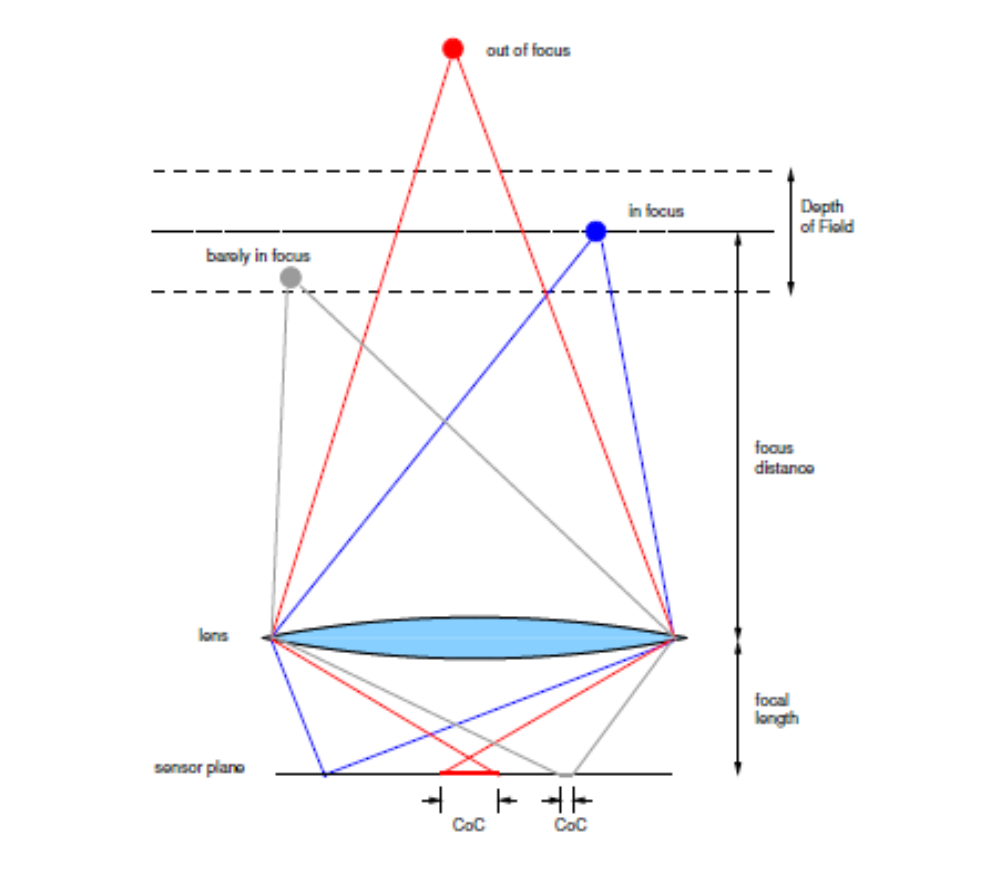 out of focus
Depth
of Field
in focus
barely in focus
focus
distance
lens
focal
length
sensor plane
CoC
CoC